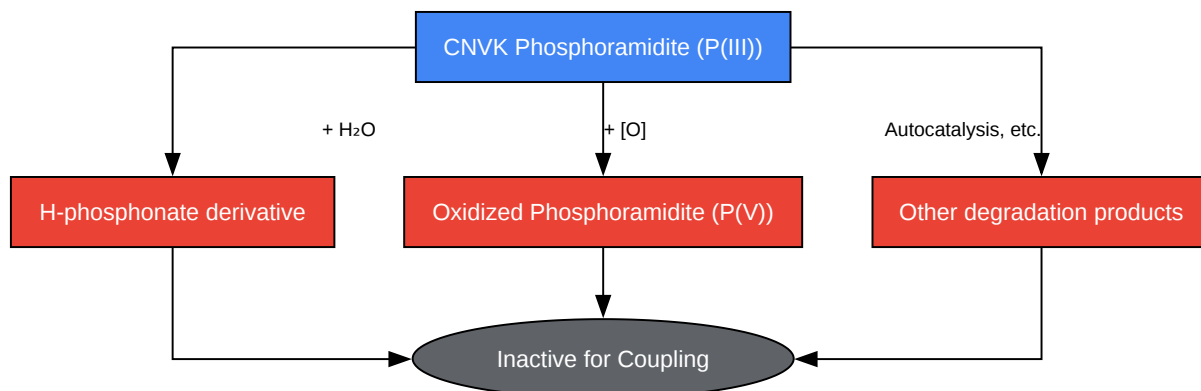 CNVK Phosphoramidite (P(III))
+ H₂O
+ [O]
Autocatalysis, etc.
H-phosphonate derivative
Oxidized Phosphoramidite (P(V))
Other degradation products
Inactive for Coupling